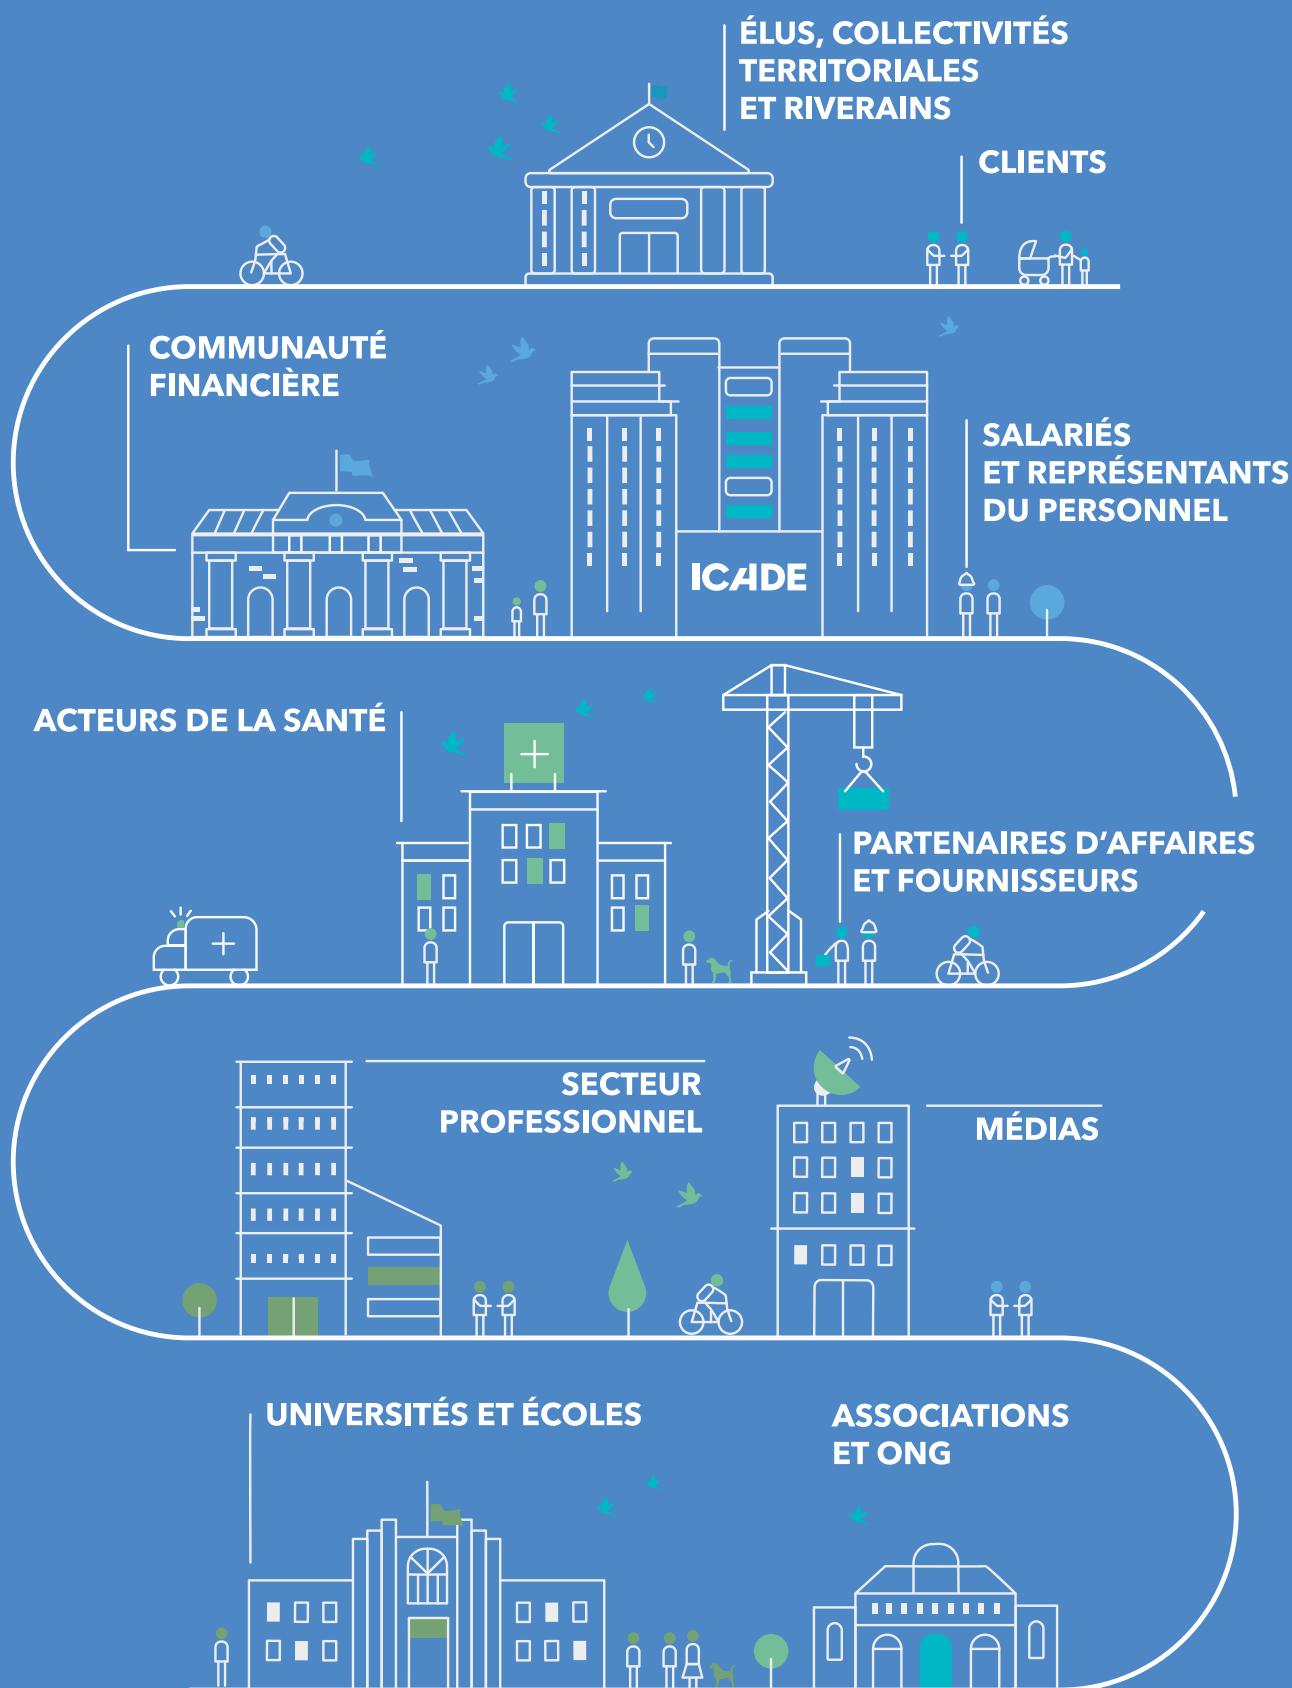 ÉLUS, COLLECTIVITÉS
TERRITORIALES
ET RIVERAINS
CLIENTS
COMMUNAUTÉ
FINANCIÈRE
SALARIÉS
ET REPRÉSENTANTS
DU PERSONNEL
ICADE
ACTEURS DE LA SANTÉ
PARTENAIRES D'AFFAIRES
ET FOURNISSEURS
SECTEUR
PROFESSIONNEL
MÉDIAS
UNIVERSITÉS ET ÉCOLES
ASSOCIATIONS
ET ONG